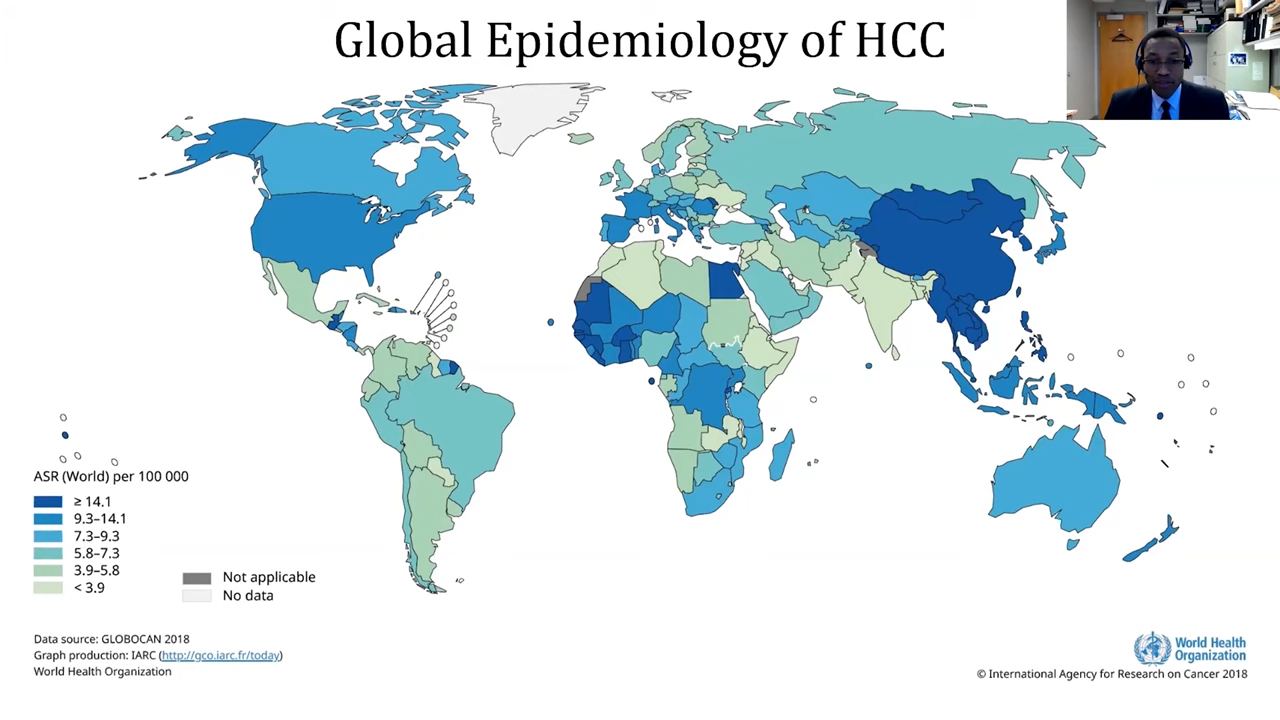 Global Epidemiology of HCC
ASR (World) per 100 000
≥ 14.1
9.3–14.1
7.3–9.3
5.8–7.3
3.9–5.8
< 3.9
Not applicable
No data
Data source: GLOBOCAN 2018
Graph production: IARC (http://gco.iarc.fr/today)
World Health Organization
World Health
Organization
© International Agency for Research on Cancer 2018